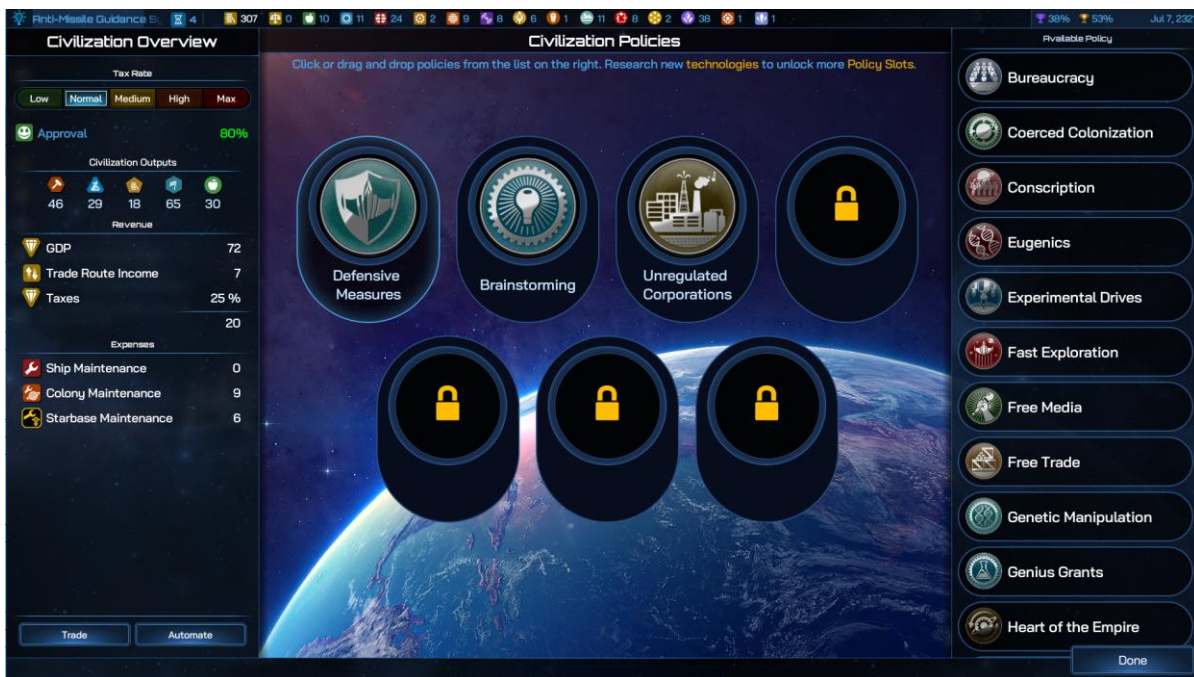 Anti-Missile Guidance S 4 307 0 10 11 24 2 9 8 6 1 11 8 2 38 1 1 38% 53% Jul 7, 232
Civilization Overview
Tax Rate
Low Normal Medium High Max
Approval 80%
Civilization Outputs
46 29 18 65 30
Revenue
GDP 72
Trade Route Income 7
Taxes 25 %
20
Expenses
Ship Maintenance 0
Colony Maintenance 9
Starbase Maintenance 6
Trade Automate
Civilization Policies
Click or drag and drop policies from the list on the right. Research new technologies to unlock more Policy Slots.
Defensive
Measures
Brainstorming
Unregulated
Corporations
Available Policy
Bureaucracy
Coerced Colonization
Conscription
Eugenics
Experimental Drives
Fast Exploration
Free Media
Free Trade
Genetic Manipulation
Genius Grants
Heart of the Empire
Done